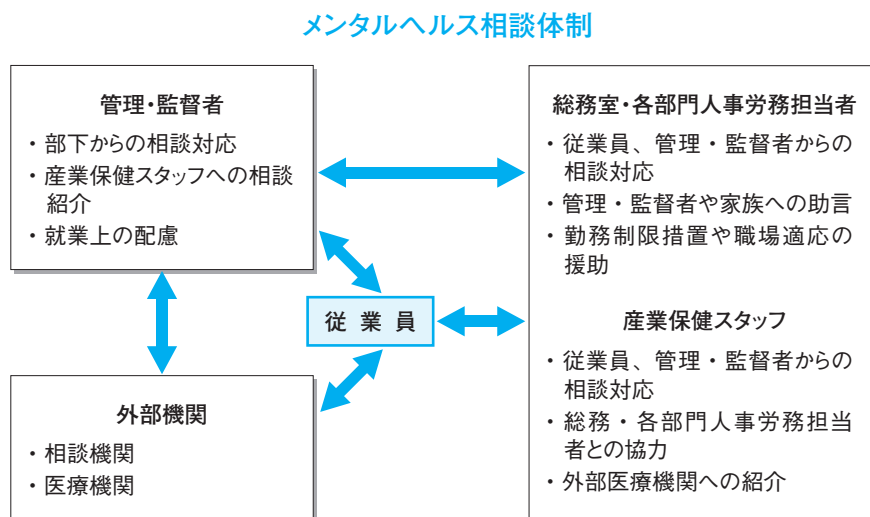 メンタルヘルス相談体制
管理・監督者
・部下からの相談対応
・産業保健スタッフへの相談
紹介
・就業上の配慮
総務室・各部門人事労務担当者
・従業員、管理・監督者からの
相談対応
・管理・監督者や家族への助言
・勤務制限措置や職場適応の
援助
従業員
産業保健スタッフ
・従業員、管理・監督者からの
相談対応
・総務・各部門人事労務担当
者との協力
・外部医療機関への紹介
外部機関
・相談機関
・医療機関